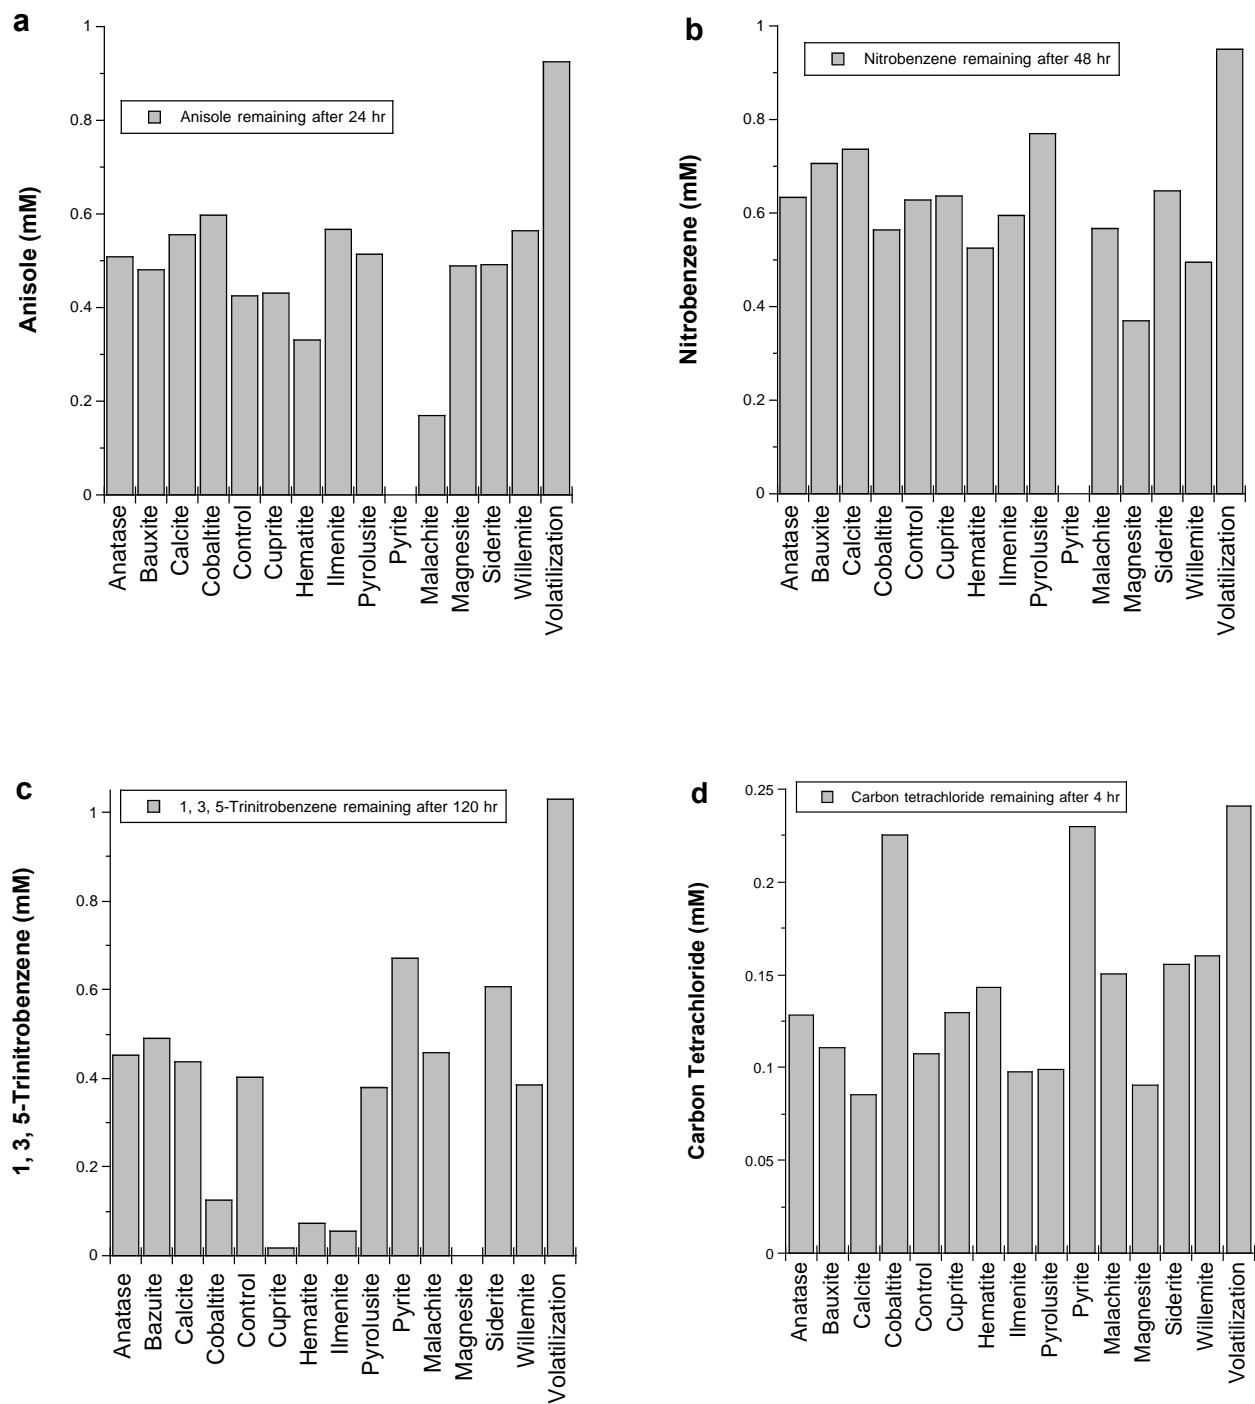 a
1
0.8
0.6
0.4
0.2
0
Anisole (mM)
Anisole remaining after 24 hr
Anatase
Bauxite
Calcite
Cobaltite
Control
Cuprite
Hematite
Ilmenite
Pyrolusite
Pyrite
Malachite
Magnesite
Siderite
Willemite
Volatilization
b
1
0.8
0.6
0.4
0.2
0
Nitrobenzene (mM)
Nitrobenzene remaining after 48 hr
Anatase
Bauxite
Calcite
Cobaltite
Control
Cuprite
Hematite
Ilmenite
Pyrolusite
Pyrite
Malachite
Magnesite
Siderite
Willemite
Volatilization
c
1
0.8
0.6
0.4
0.2
0
1, 3, 5-Trinitrobenzene (mM)
1, 3, 5-Trinitrobenzene remaining after 120 hr
Anatase
Bazuite
Calcite
Cobaltite
Control
Cuprite
Hematite
Ilmenite
Pyrolusite
Pyrite
Malachite
Magnesite
Siderite
Willemite
Volatilization
d
0.25
0.2
0.15
0.1
0.05
0
Carbon Tetrachloride (mM)
Carbon tetrachloride remaining after 4 hr
Anatase
Bauxite
Calcite
Cobaltite
Control
Cuprite
Hematite
Ilmenite
Pyrolusite
Pyrite
Malachite
Magnesite
Siderite
Willemite
Volatilization